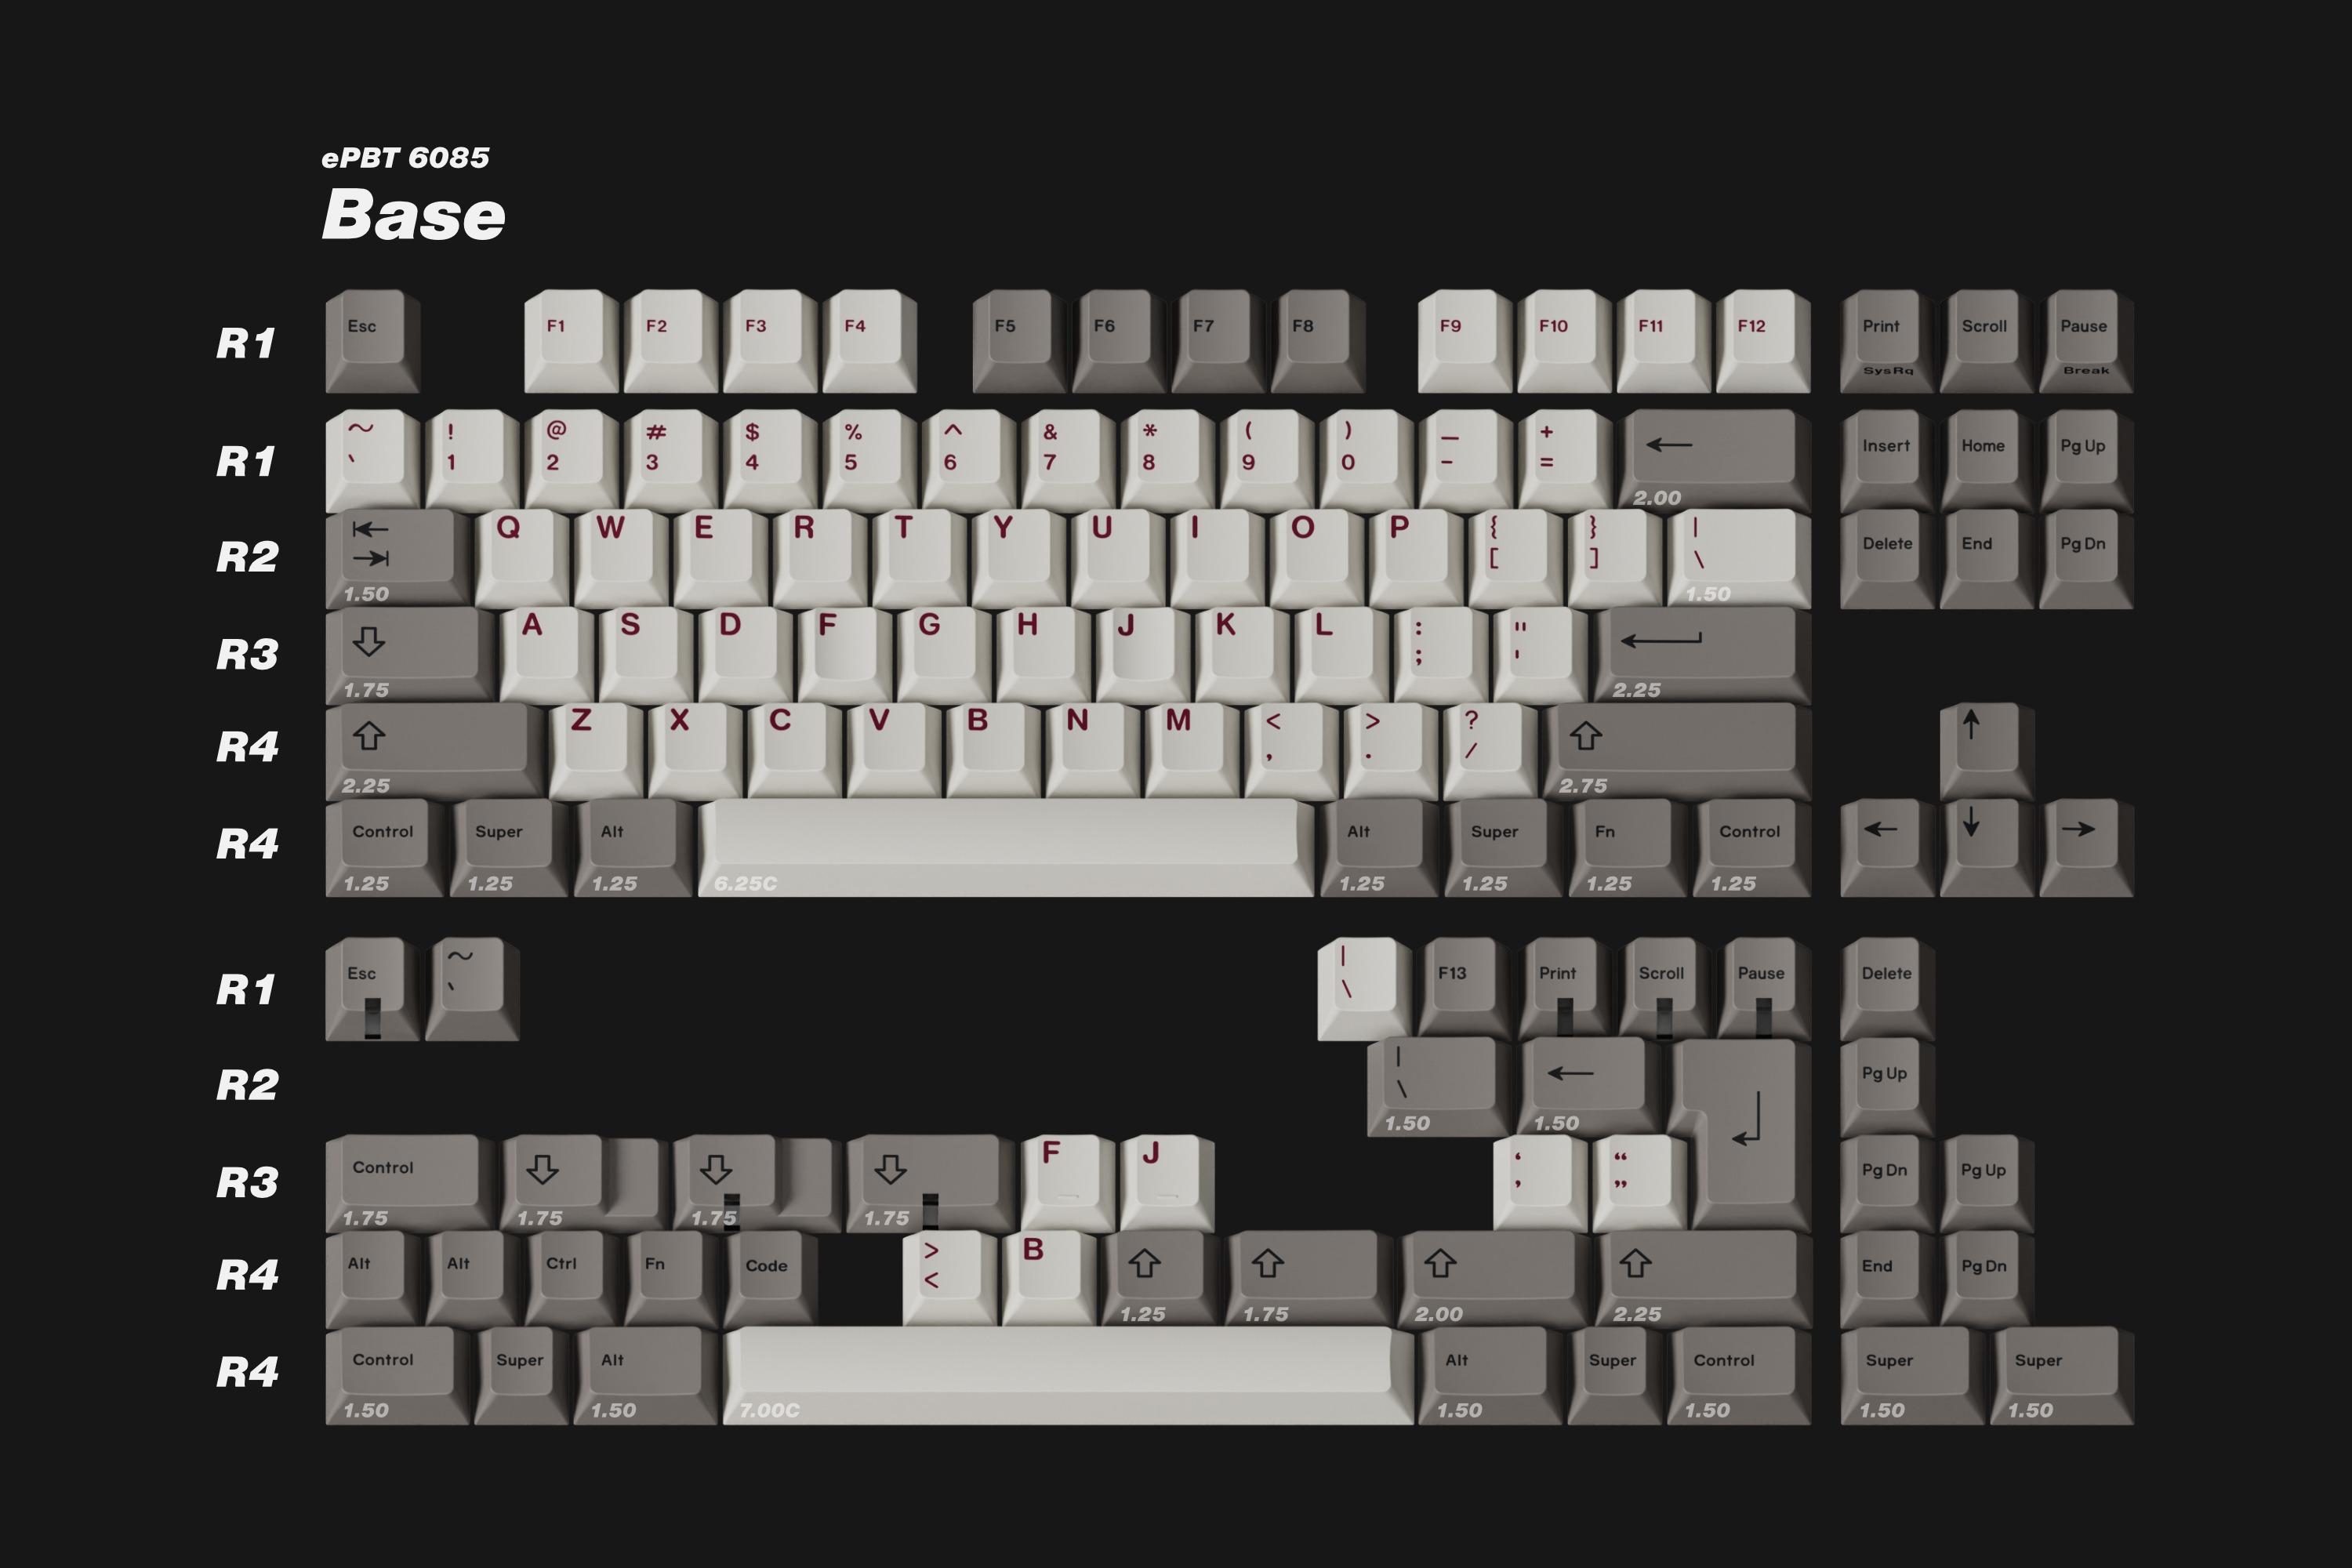 ePBT 6085
Base
R1 Esc F1 F2 F3 F4 F5 F6 F7 F8 F9 F10 F11 F12 Print Scroll Pause
SysRq Break
~ ! @ # $ % ^ & * ( ) _ +
R1 ` 1 2 3 4 5 6 7 8 9 0 - = ← Insert Home Pg Up
2.00
Q W E R T Y U I O P { } |
R2 [ ] \ Delete End Pg Dn
1.50 1.50
A S D F G H J K L : "
R3 ; '
1.75 2.25
Z X C V B N M < > ?
R4 , . / ↑
2.25 2.75
R4 Control Super Alt Alt Super Fn Control ← ↓ →
1.25 1.25 1.25 6.25C 1.25 1.25 1.25 1.25
~ |
R1 Esc ` \ F13 Print Scroll Pause Delete
|
R2 \ ← Pg Up
1.50 1.50
F J ‘ “
R3 Control , ” Pg Dn Pg Up
1.75 1.75 1.75 1.75
> B
R4 Alt Alt Ctrl Fn Code < End Pg Dn
1.25 1.75 2.00 2.25
R4 Control Super Alt Alt Super Control Super Super
1.50 1.50 7.00C 1.50 1.50 1.50 1.50